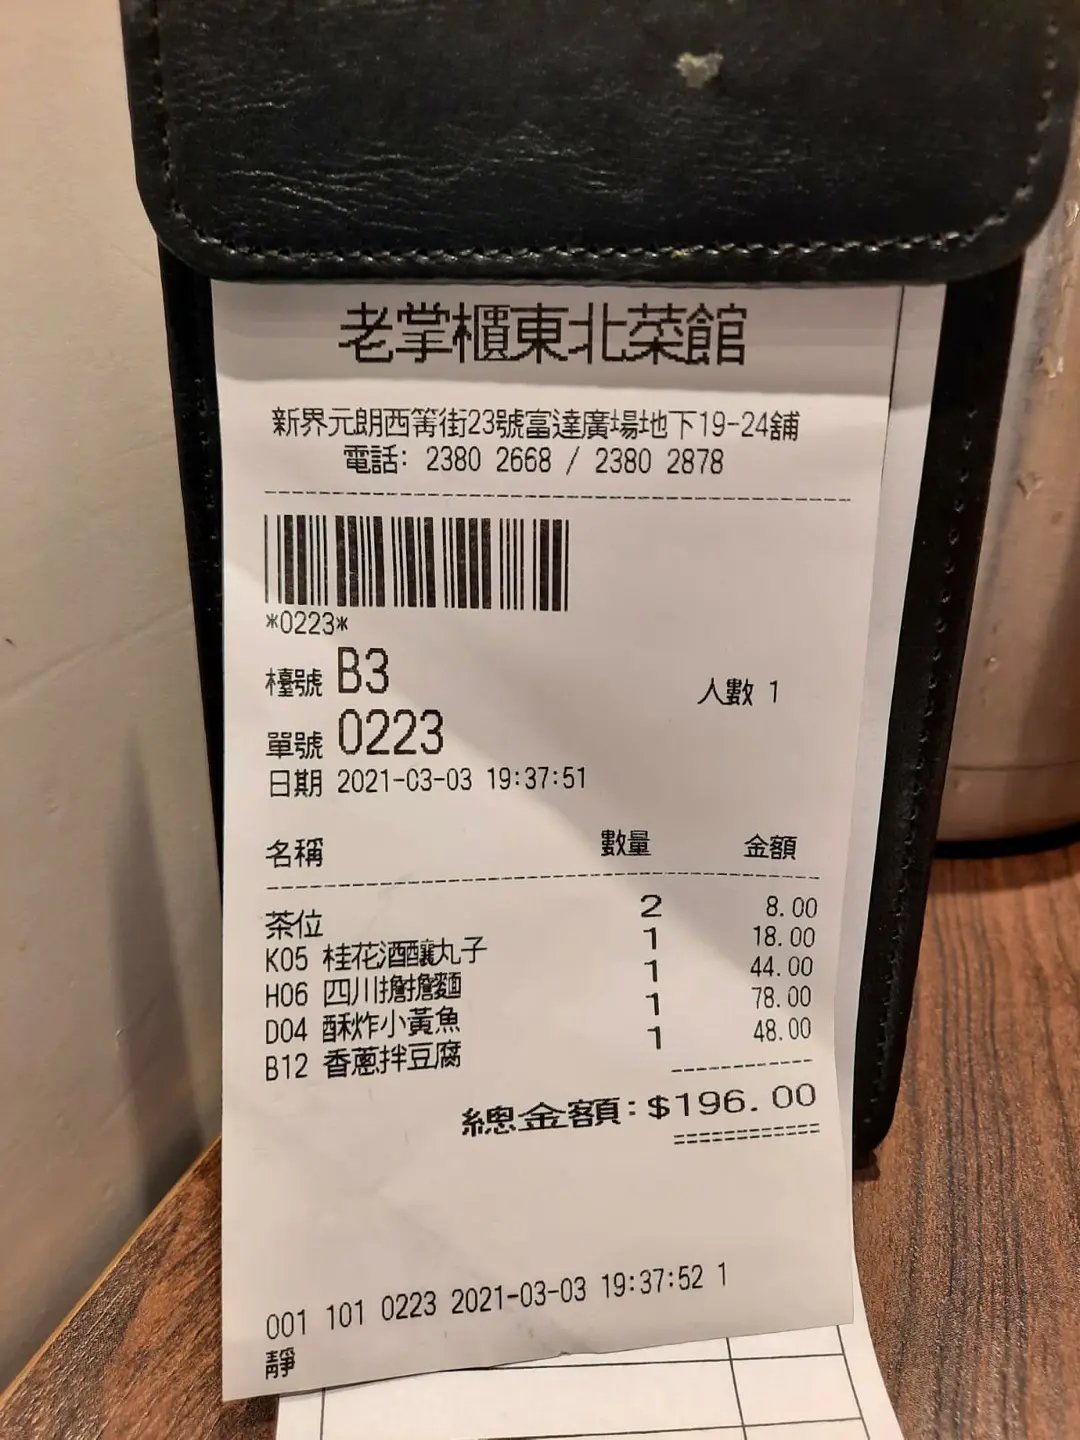 老掌櫃東北菜館
新界元朗西菁街23號富達廣場地下19-24舖
電話: 2380 2668 / 2380 2878
*0223*
檯號 B3 人數 1
單號 0223
日期 2021-03-03 19:37:51
名稱 數量 金額
茶位 2 8.00
K05 桂花酒釀丸子 1 18.00
H06 四川擔擔麵 1 44.00
D04 酥炸小黃魚 1 78.00
B12 香蔥拌豆腐 1 48.00
總金額:$196.00
001 101 0223 2021-03-03 19:37:52 1
靜